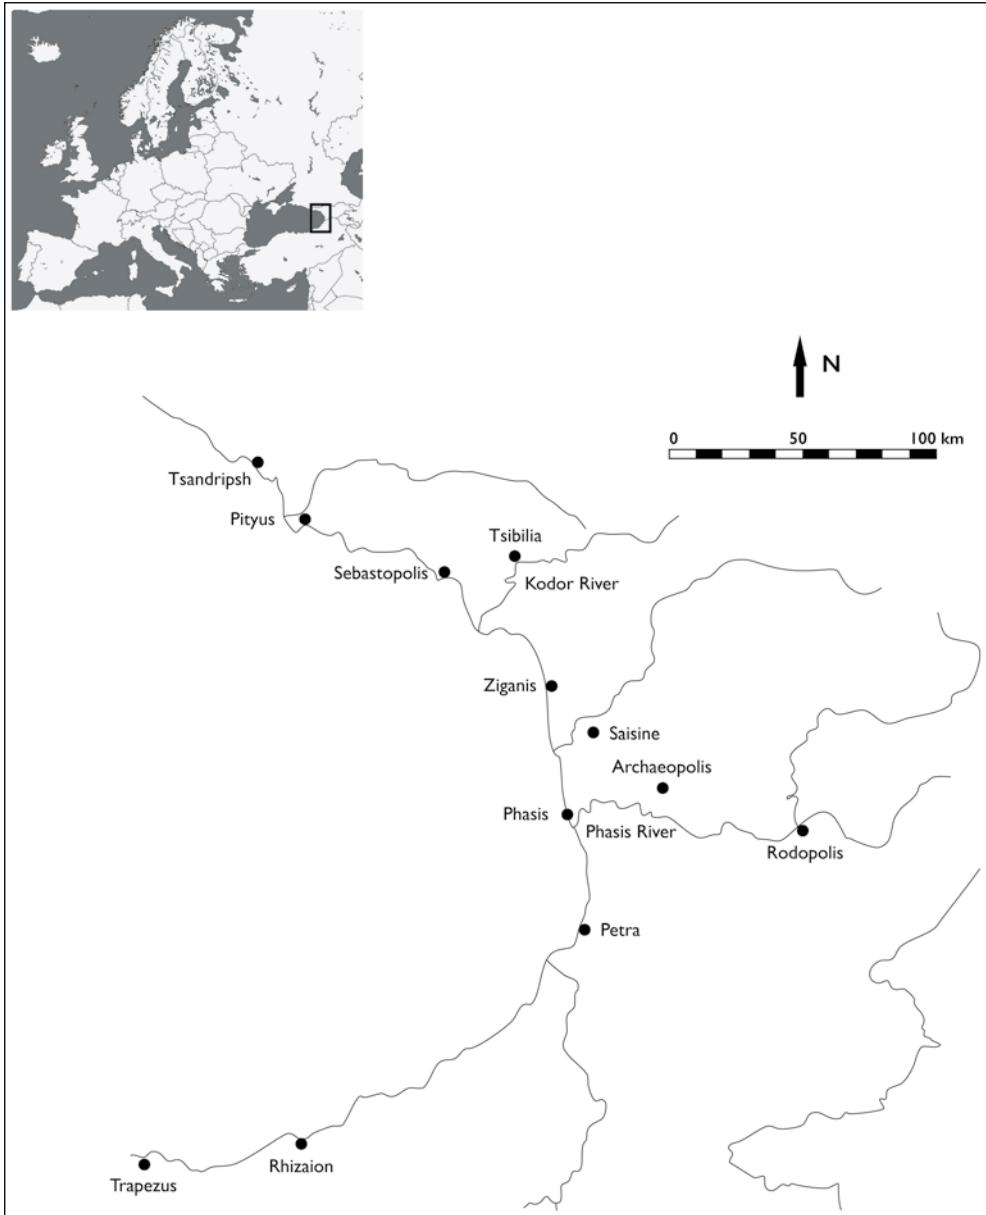 N
0 50 100 km
Tsandripsh
Pityus
Tsibilia
Sebastopolis
Kodor River
Ziganis
Saisine
Archaeopolis
Phasis
Phasis River
Rodopolis
Petra
Rhizaion
Trapezus